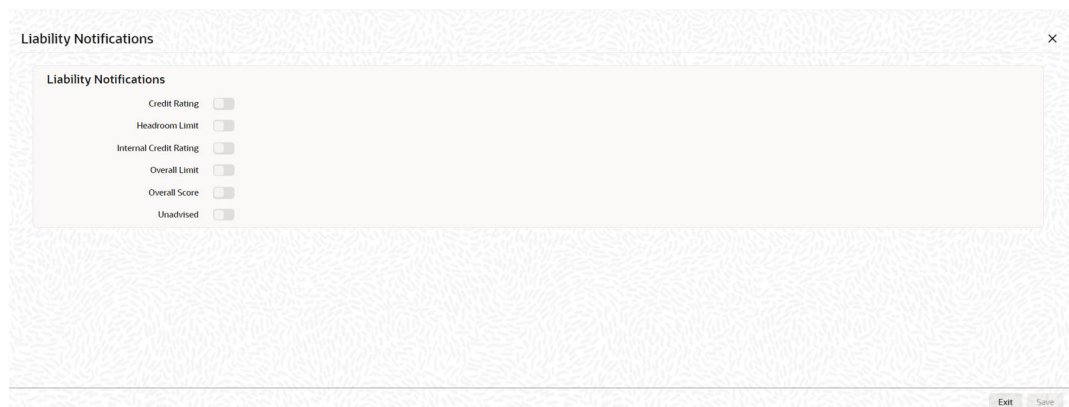 Liability Notifications
Liability Notifications
Credit Rating
Headroom Limit
Internal Credit Rating
Overall Limit
Overall Score
Unadvised
Exit Save